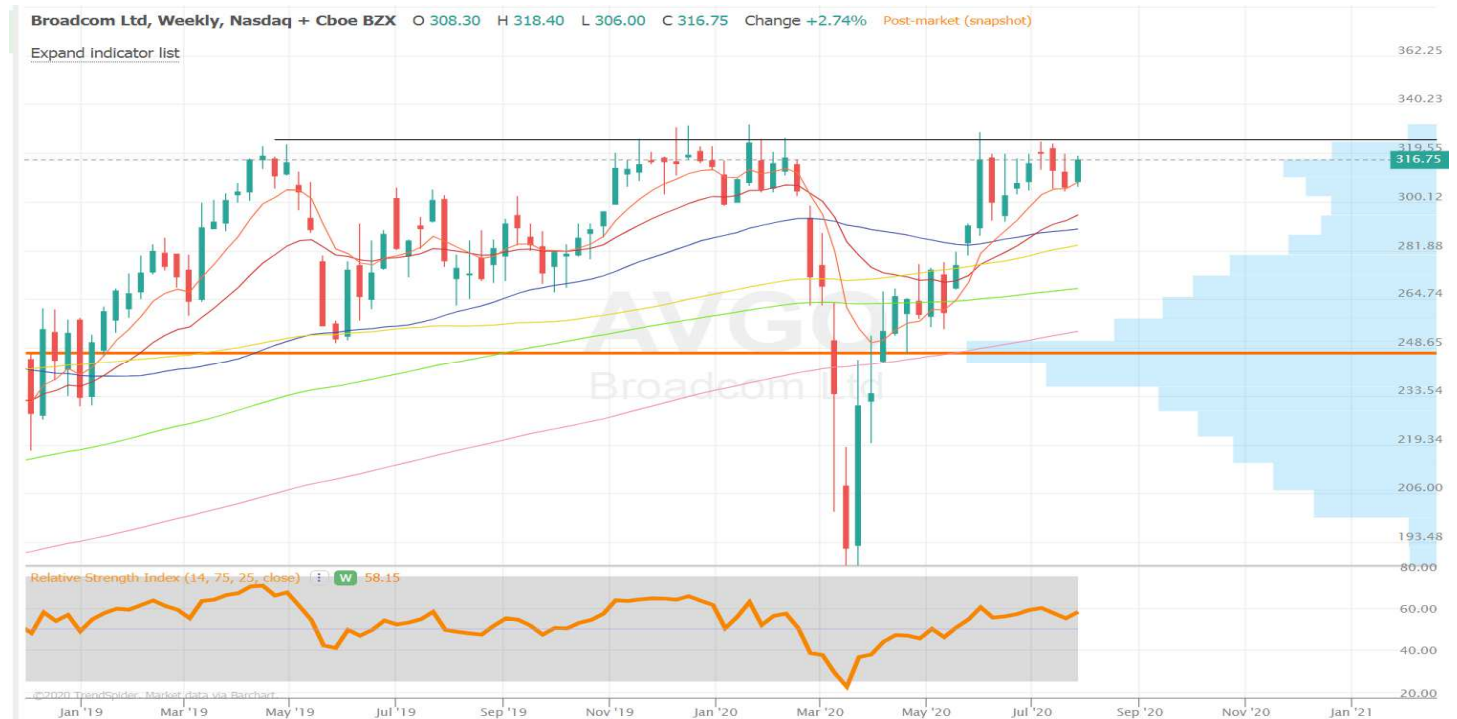 Broadcom Ltd, Weekly, Nasdaq + Cboe BZX O 308.30 H 318.40 L 306.00 C 316.75 Change +2.74% Post-market (snapshot)
Expand indicator list
362.25
340.23
319.55
316.75
300.12
281.88
264.74
248.65
233.54
219.34
206.00
193.48
AVGO
Broadcom Ltd
Relative Strength Index (14, 75, 25, close) W 58.15
80.00
60.00
40.00
20.00
©2020 TrendSpider. Market data via Barchart.
Jan '19 Mar '19 May '19 Jul '19 Sep '19 Nov '19 Jan '20 Mar '20 May '20 Jul '20 Sep '20 Nov '20 Jan '21